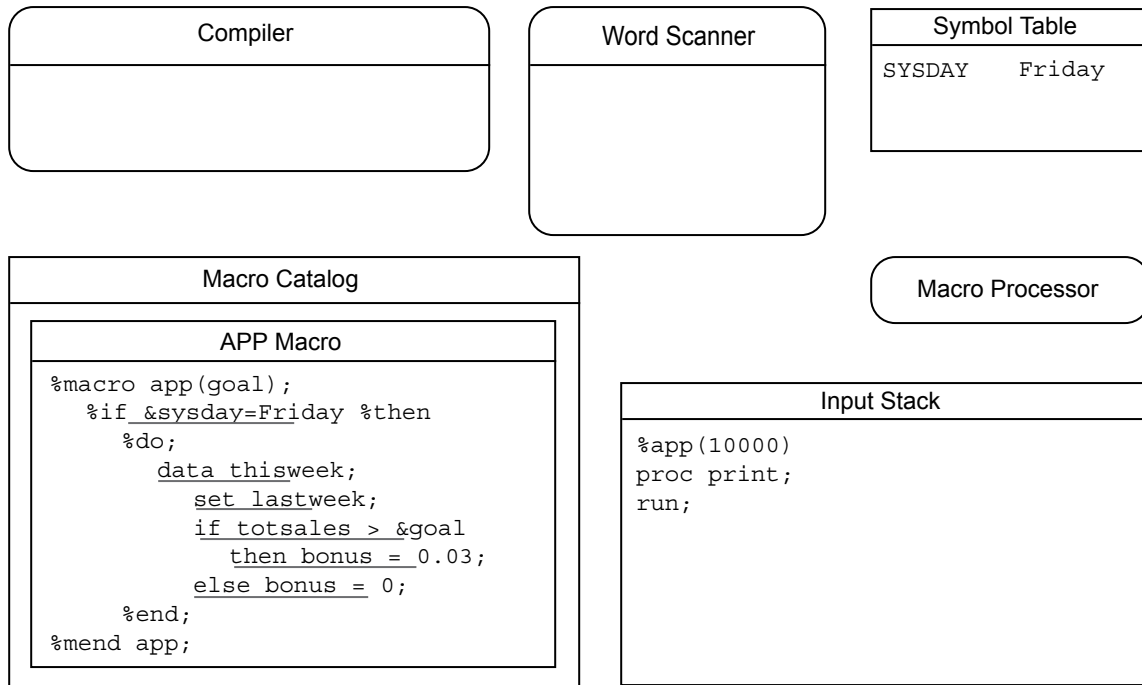 Compiler
Word Scanner
Symbol Table
SYSDAY Friday
Macro Catalog
APP Macro
%macro app(goal);
%if &sysday=Friday %then
%do;
data thisweek;
set lastweek;
if totsales > &goal
then bonus = 0.03;
else bonus = 0;
%end;
%mend app;
Macro Processor
Input Stack
%app(10000)
proc print;
run;